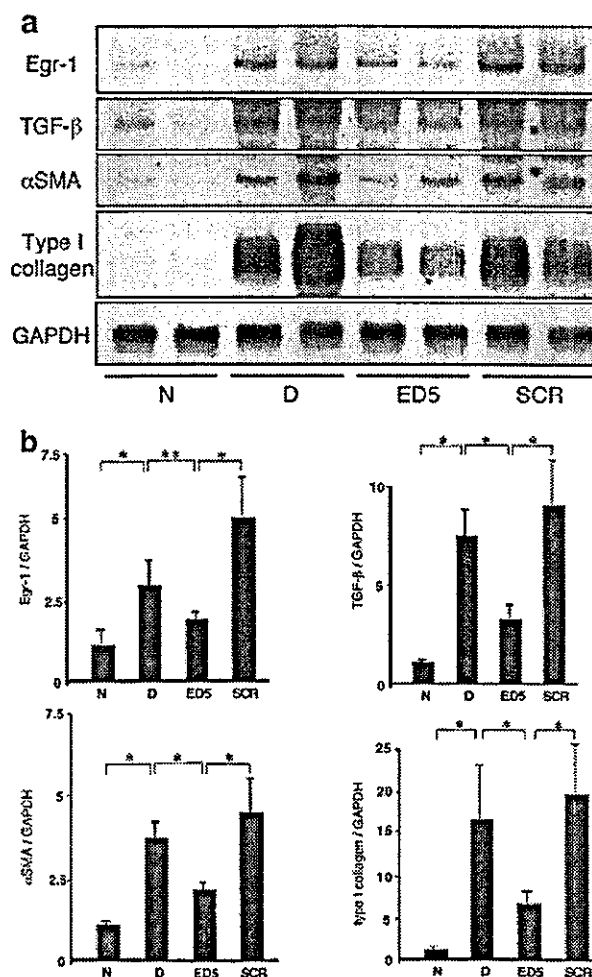 a
Egr-1
TGF-β
αSMA
Type I
collagen
GAPDH
N D ED5 SCR
b
7.5
5
2.5
0
Egr-1 / GAPDH
* ** *
N D ED5 SCR
10
5
0
TGF-β / GAPDH
* * *
N D ED5 SCR
7.5
5
2.5
0
αSMA / GAPDH
* * *
N D ED5 SCR
25
20
15
10
5
0
type I collagen / GAPDH
* * *
N D ED5 SCR